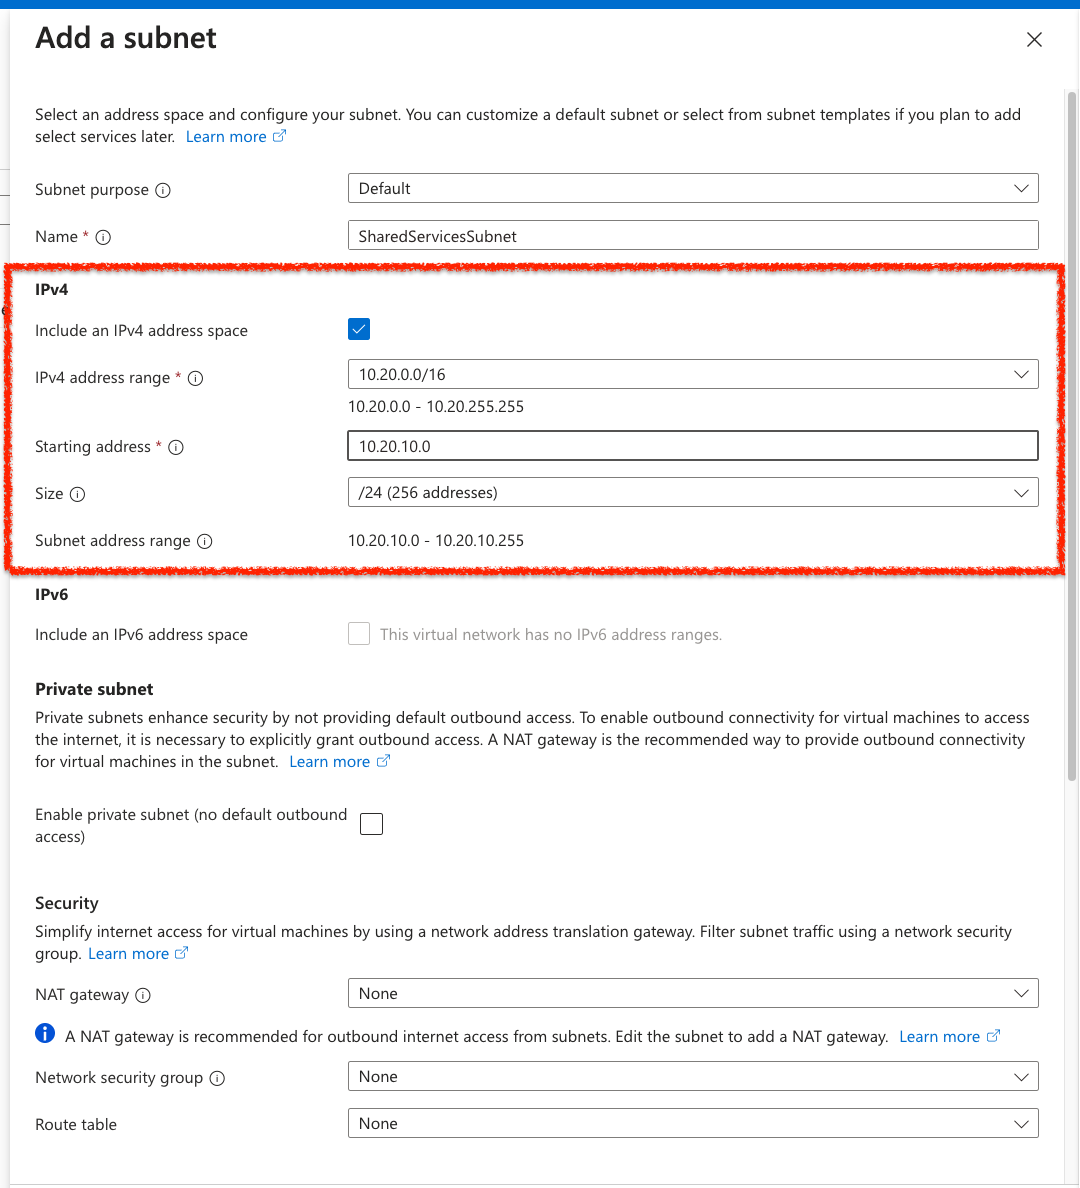 Add a subnet
Select an address space and configure your subnet. You can customize a default subnet or select from subnet templates if you plan to add
select services later. Learn more
Subnet purpose
Default
Name *
SharedServicesSubnet
IPv4
Include an IPv4 address space
IPv4 address range *
10.20.0.0/16
10.20.0.0 - 10.20.255.255
Starting address *
10.20.10.0
Size
/24 (256 addresses)
Subnet address range
10.20.10.0 - 10.20.10.255
IPv6
Include an IPv6 address space
This virtual network has no IPv6 address ranges.
Private subnet
Private subnets enhance security by not providing default outbound access. To enable outbound connectivity for virtual machines to access
the internet, it is necessary to explicitly grant outbound access. A NAT gateway is the recommended way to provide outbound connectivity
for virtual machines in the subnet. Learn more
Enable private subnet (no default outbound
access)
Security
Simplify internet access for virtual machines by using a network address translation gateway. Filter subnet traffic using a network security
group. Learn more
NAT gateway
None
A NAT gateway is recommended for outbound internet access from subnets. Edit the subnet to add a NAT gateway. Learn more
Network security group
None
Route table
None